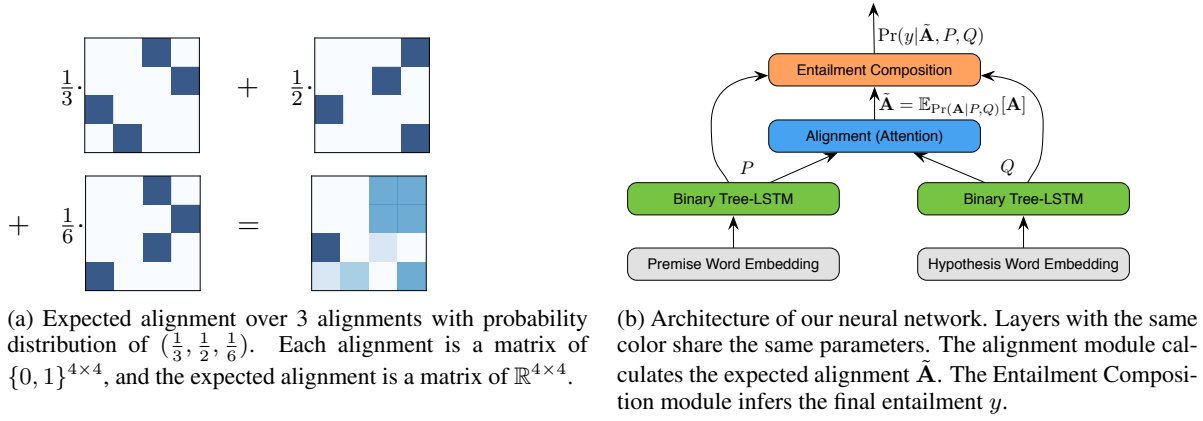 1/3 · + 1/2 ·
+ 1/6 · =
(a) Expected alignment over 3 alignments with probability
distribution of (1/3, 1/2, 1/6). Each alignment is a matrix of
{0, 1}^{4×4}, and the expected alignment is a matrix of ℝ^{4×4}.
Pr(y|Ã, P, Q)
Entailment Composition
Ã = 𝔼_{Pr(A|P,Q)}[A]
Alignment (Attention)
P Q
Binary Tree-LSTM Binary Tree-LSTM
Premise Word Embedding Hypothesis Word Embedding
(b) Architecture of our neural network. Layers with the same
color share the same parameters. The alignment module cal-
culates the expected alignment Ã. The Entailment Composi-
tion module infers the final entailment y.